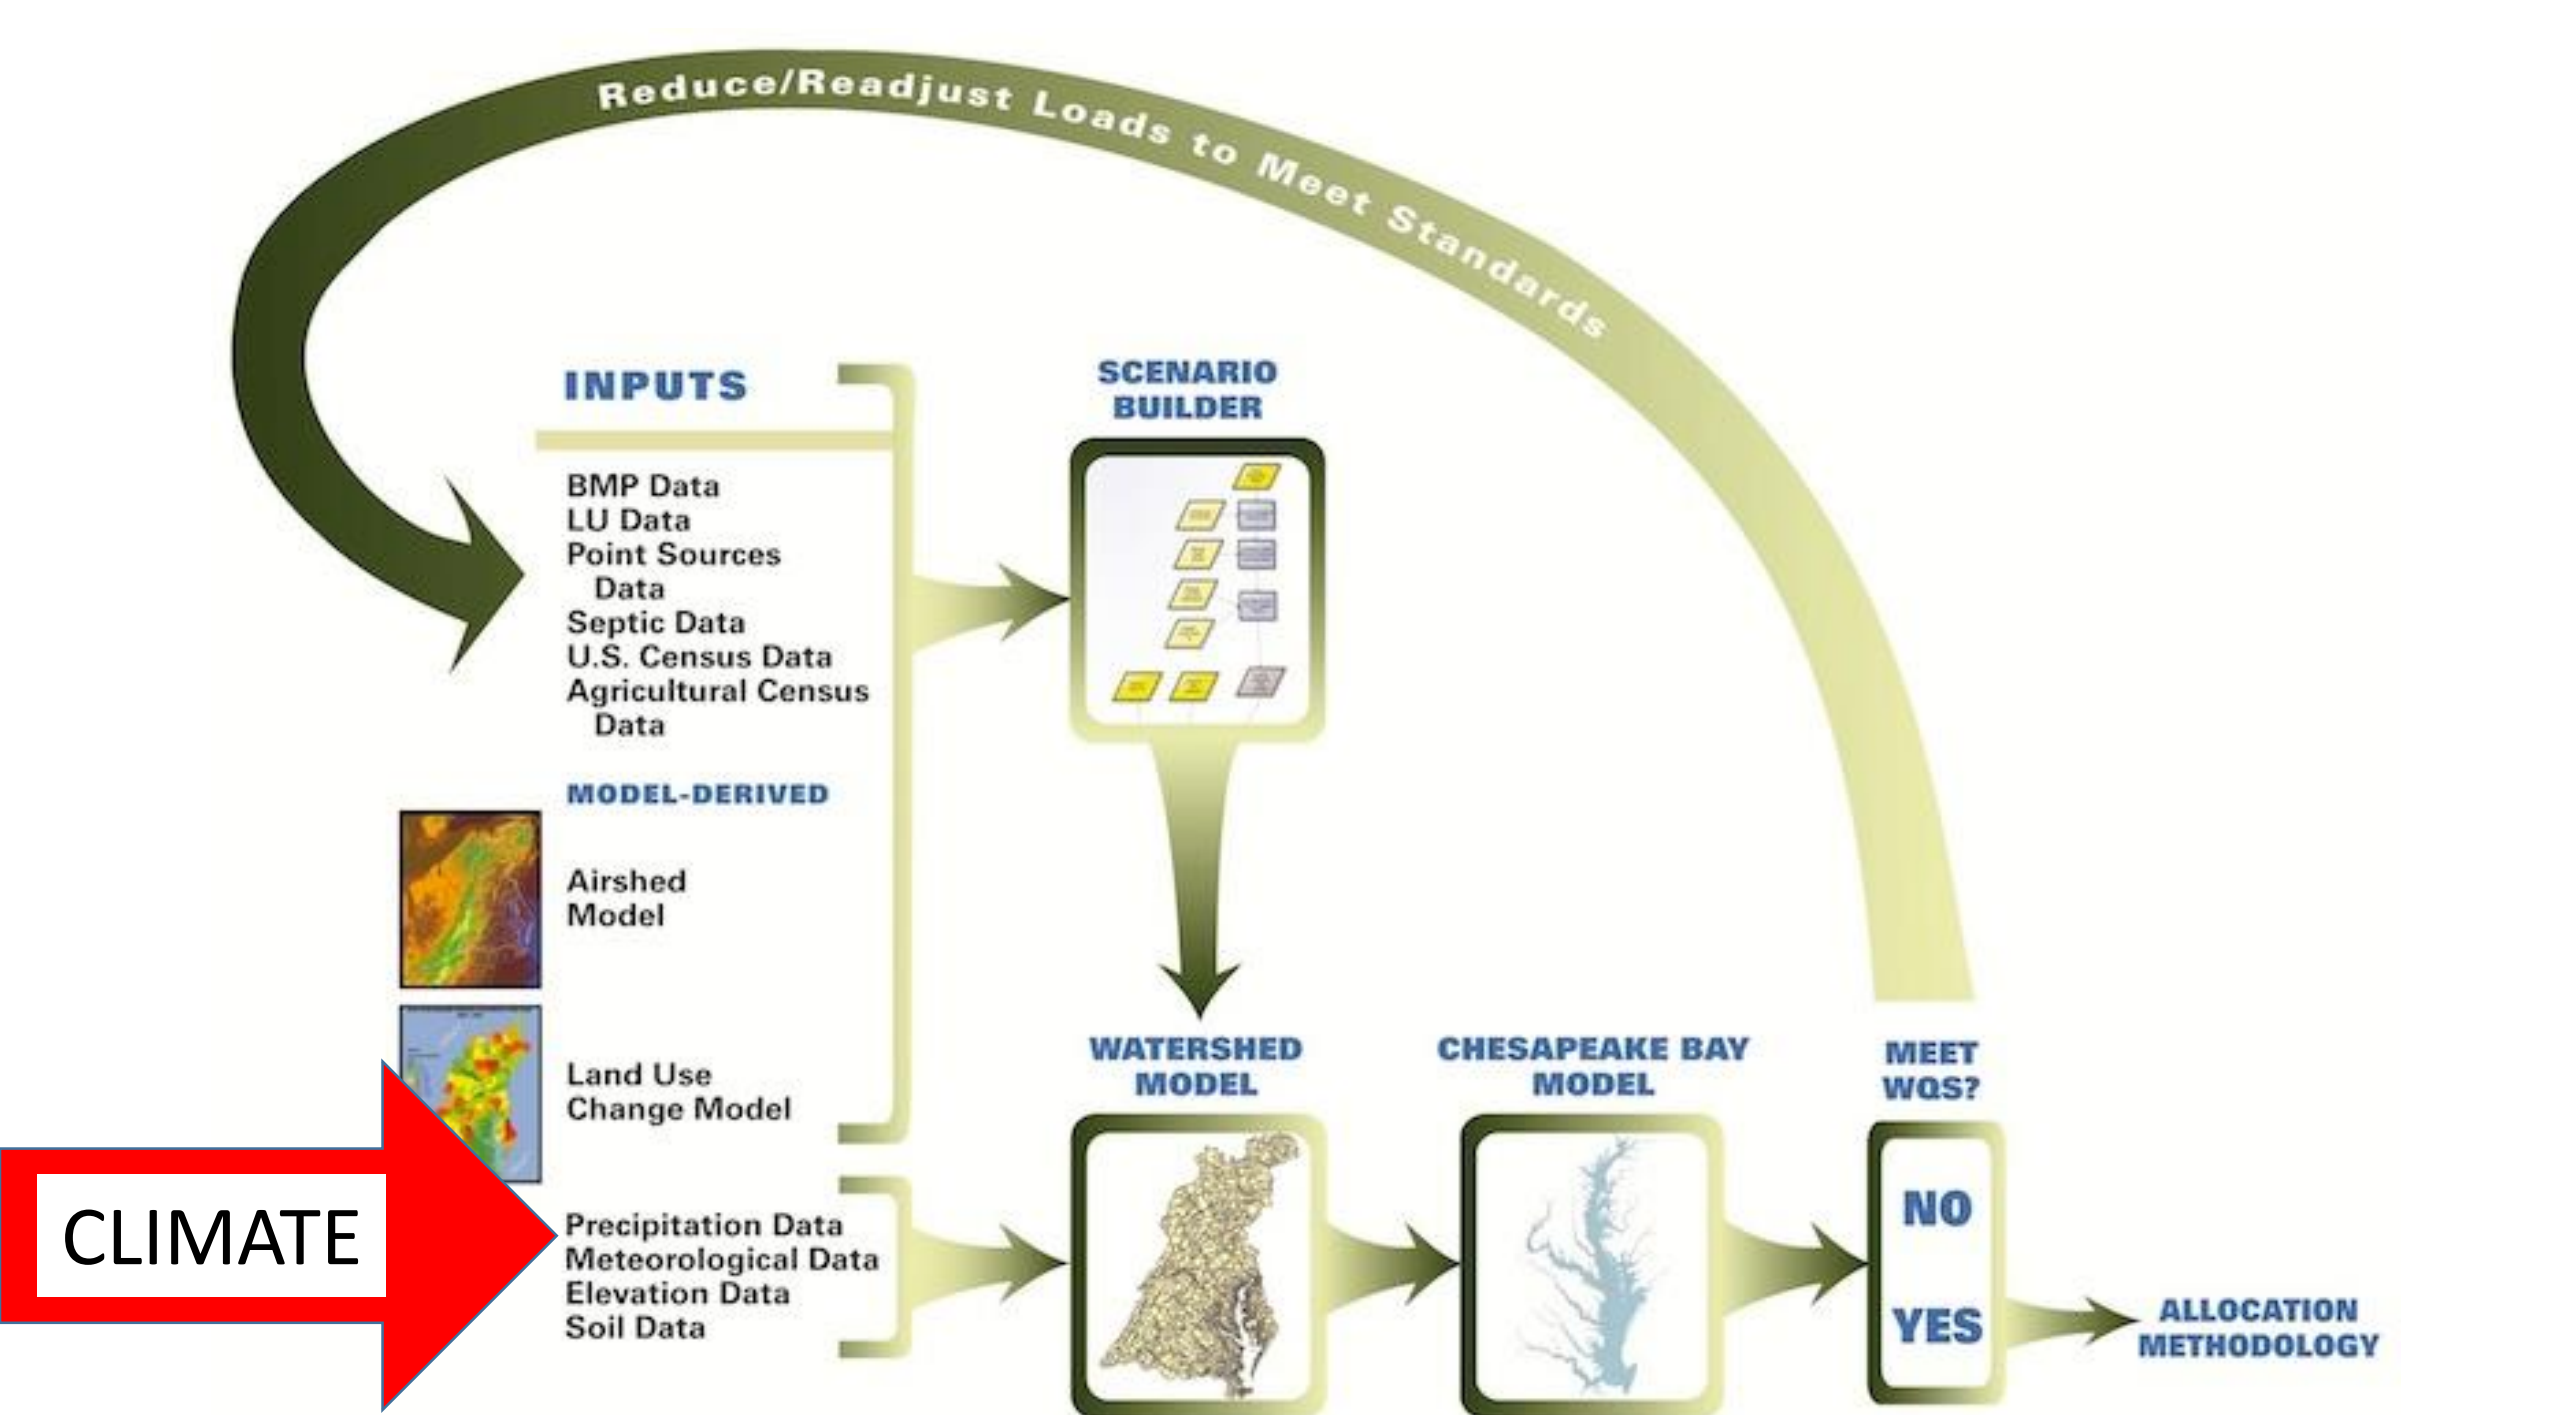 Reduce/Readjust Loads to Meet Standards
INPUTS
BMP Data
LU Data
Point Sources
Data
Septic Data
U.S. Census Data
Agricultural Census
Data
MODEL-DERIVED
Airshed
Model
Land Use
Change Model
CLIMATE
Precipitation Data
Meteorological Data
Elevation Data
Soil Data
SCENARIO
BUILDER
WATERSHED
MODEL
CHESAPEAKE BAY
MODEL
MEET
WQS?
NO
YES
ALLOCATION
METHODOLOGY